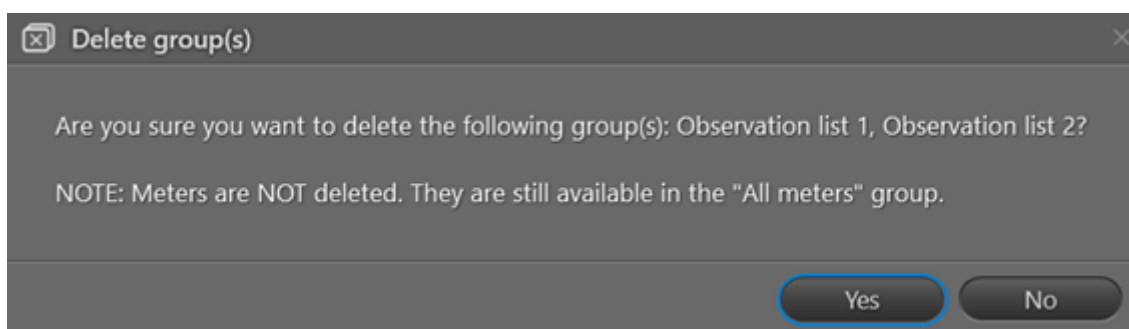 Delete group(s)
Are you sure you want to delete the following group(s): Observation list 1, Observation list 2?
NOTE: Meters are NOT deleted. They are still available in the "All meters" group.
Yes No